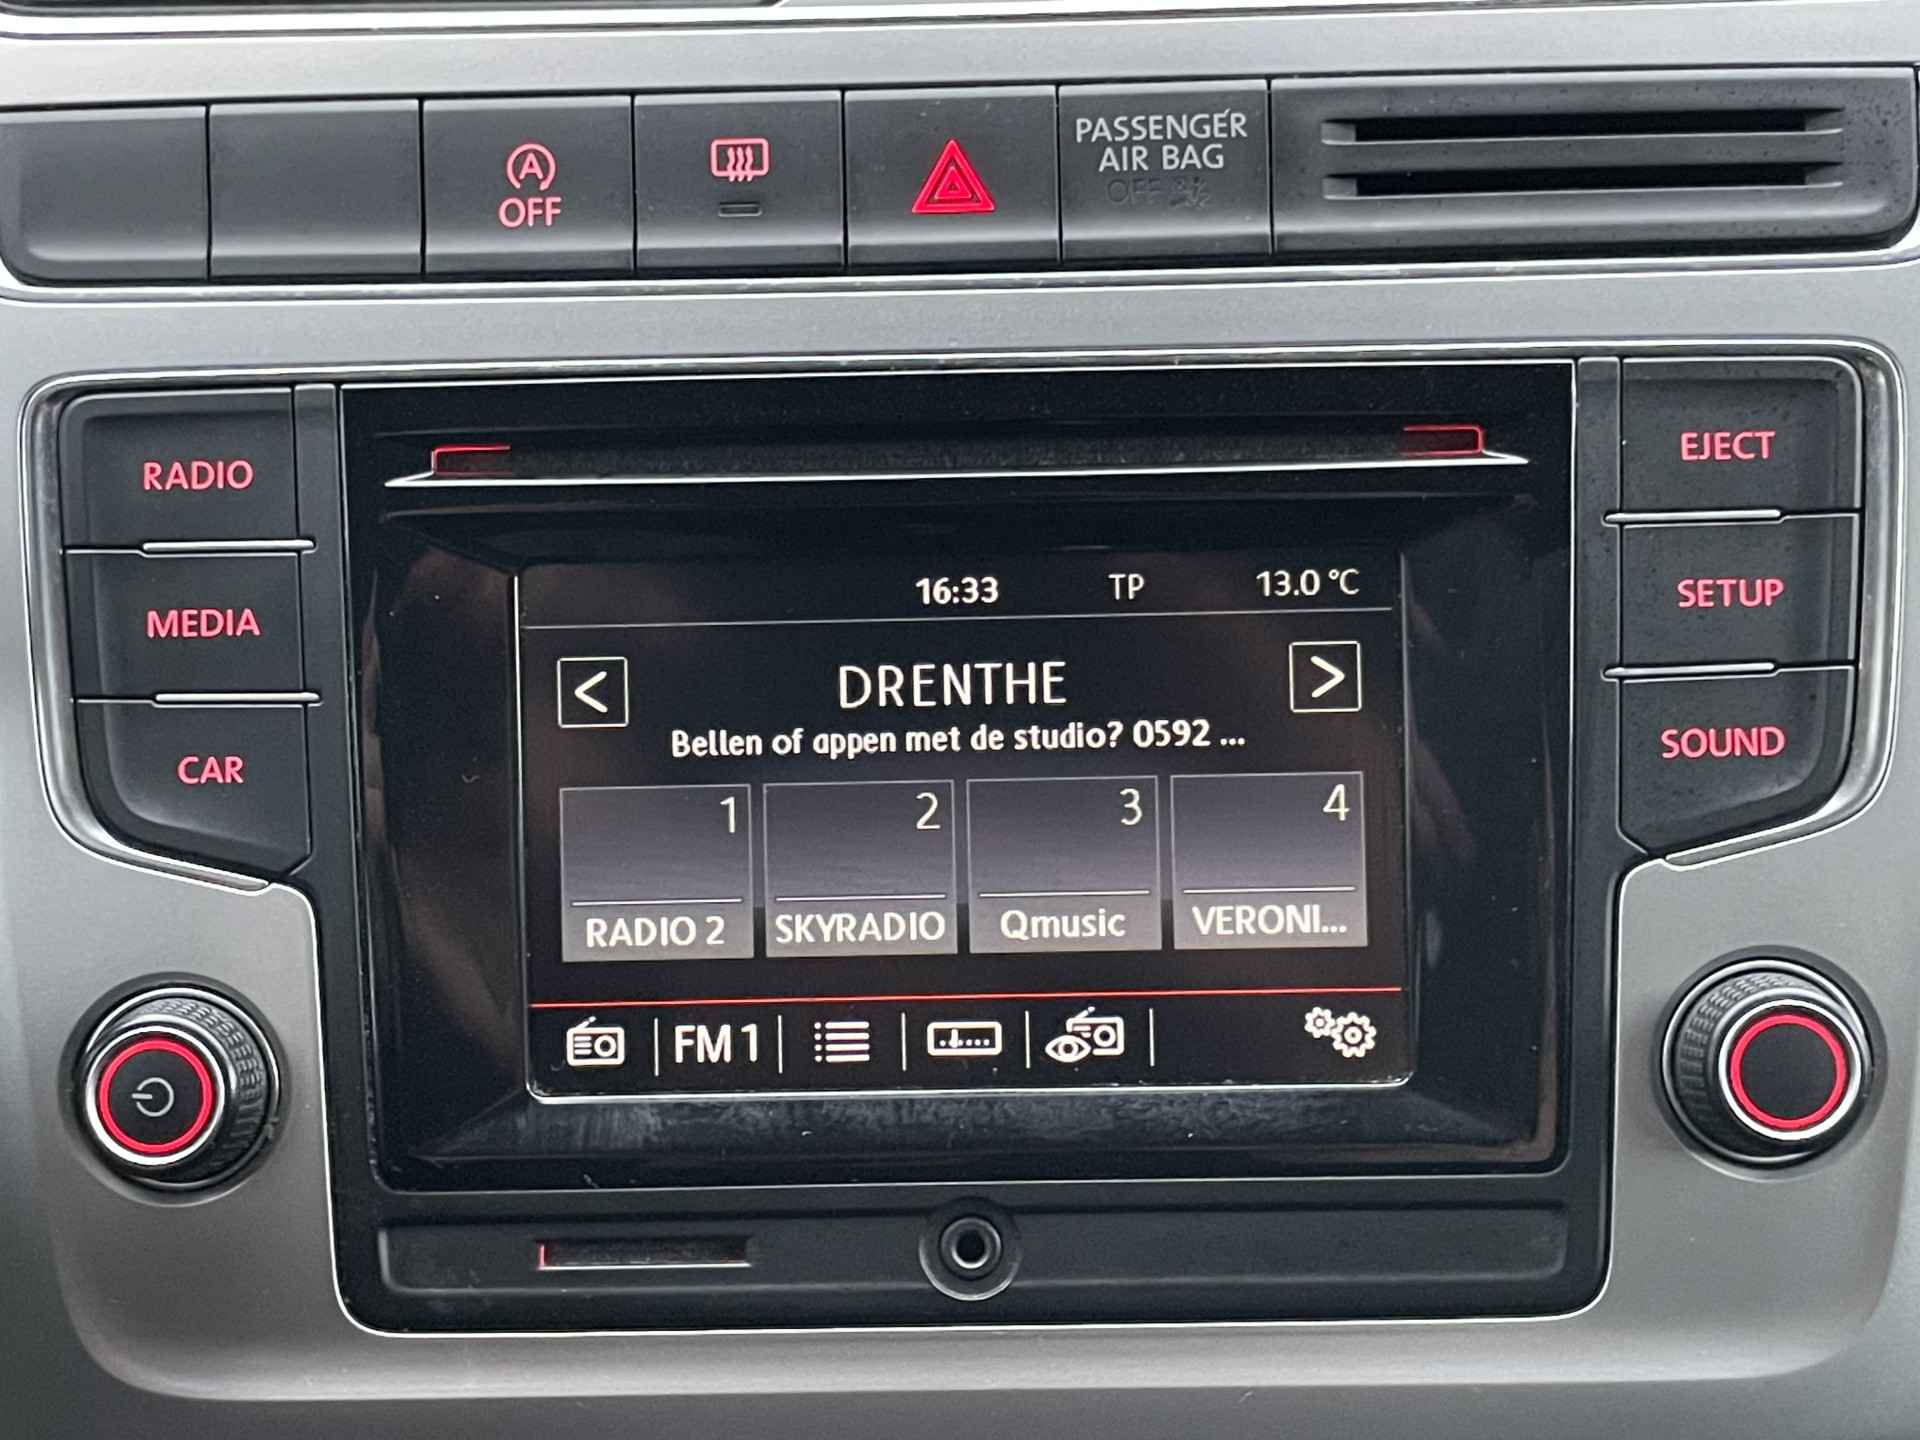 A
OFF
PASSENGER
AIR BAG
OFF
RADIO
MEDIA
CAR
EJECT
SETUP
SOUND
16:33 TP 13.0 °C
< DRENTHE >
Bellen of appen met de studio? 0592 ...
1 2 3 4
RADIO 2 SKYRADIO Qmusic VERONI...
FM 1